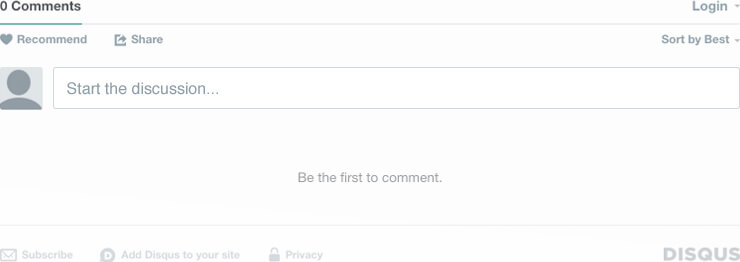 0 Comments Login
Recommend Share Sort by Best
Start the discussion...
Be the first to comment.
Subscribe Add Disqus to your site Privacy DISQUS